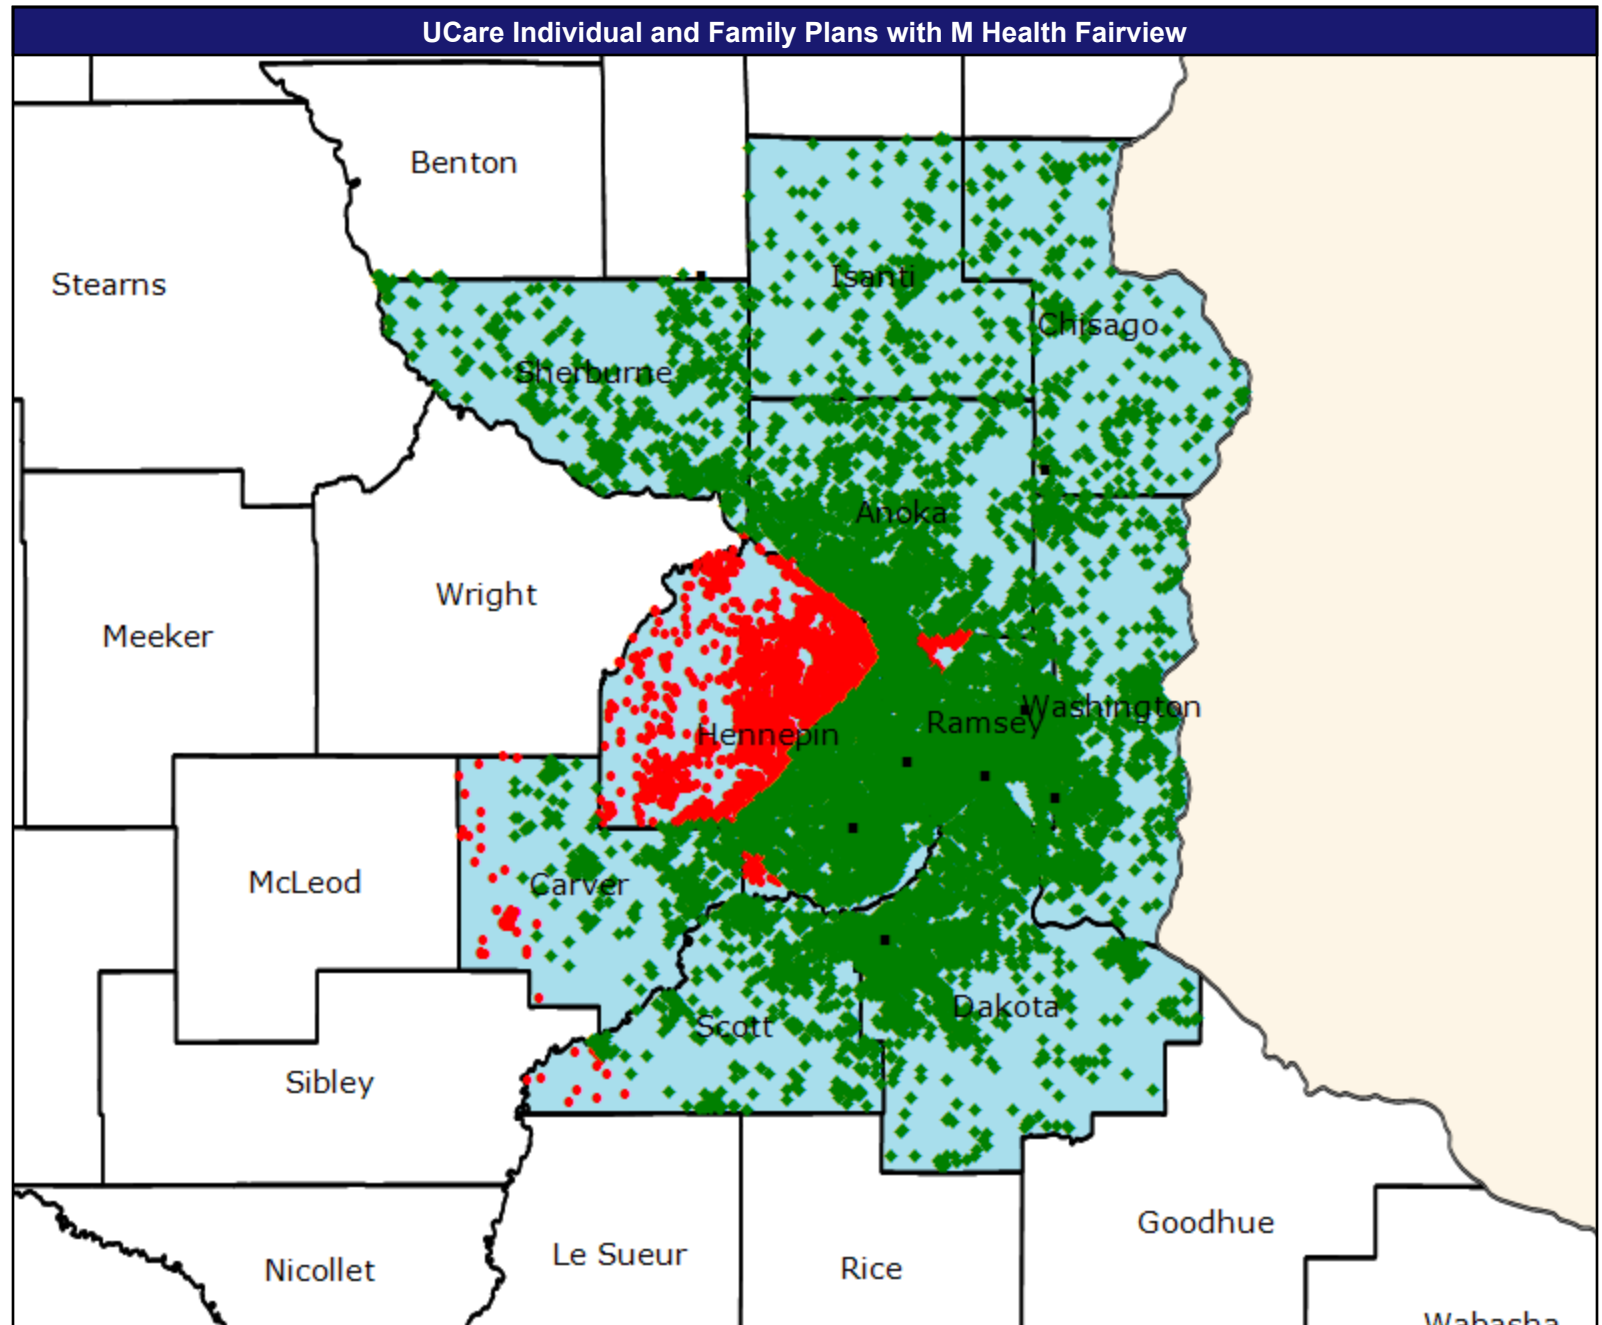 UCare Individual and Family Plans with M Health Fairview
Benton
Stearns
Isanti
Chisago
Sherburne
Anoka
Wright
Meeker
Washington
Ramsey
Hennepin
McLeod
Carver
Dakota
Scott
Sibley
Goodhue
Le Sueur
Rice
Nicollet
Wabasha